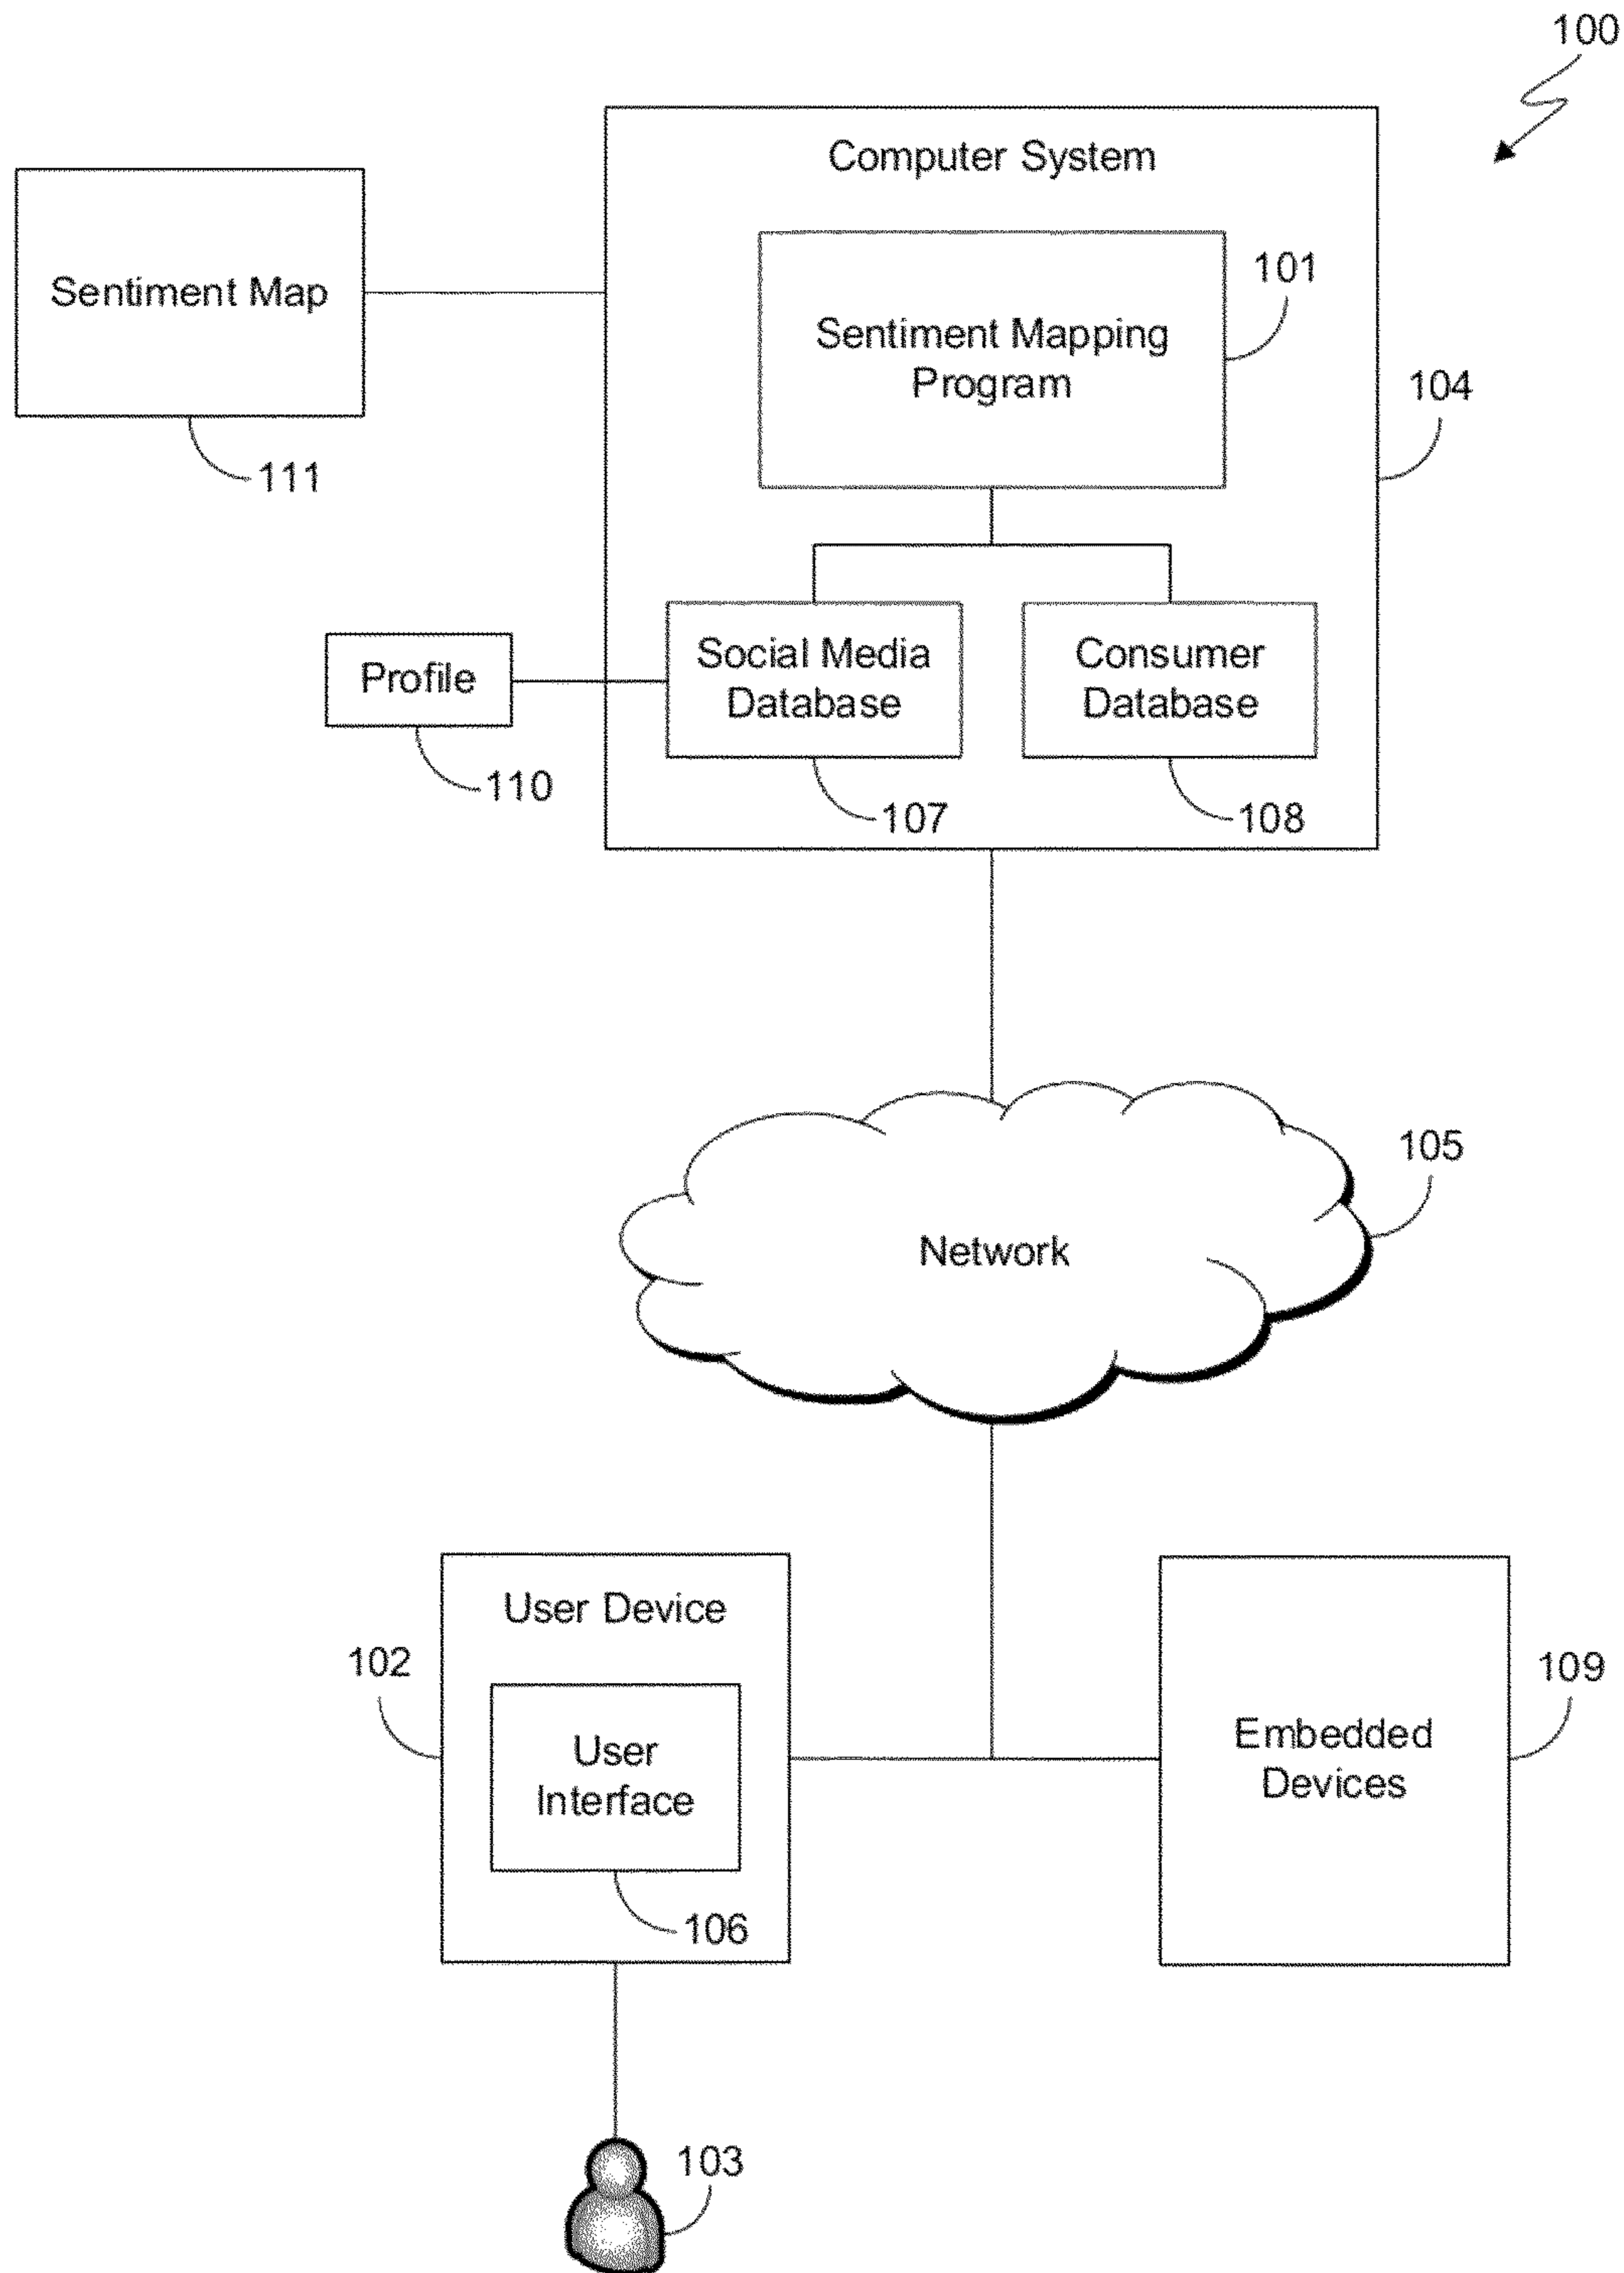 100
Computer System
Sentiment Map
111
Sentiment Mapping
Program
101
104
Profile
110
Social Media
Database
107
Consumer
Database
108
Network
105
User Device
102
User
Interface
106
Embedded
Devices
109
103